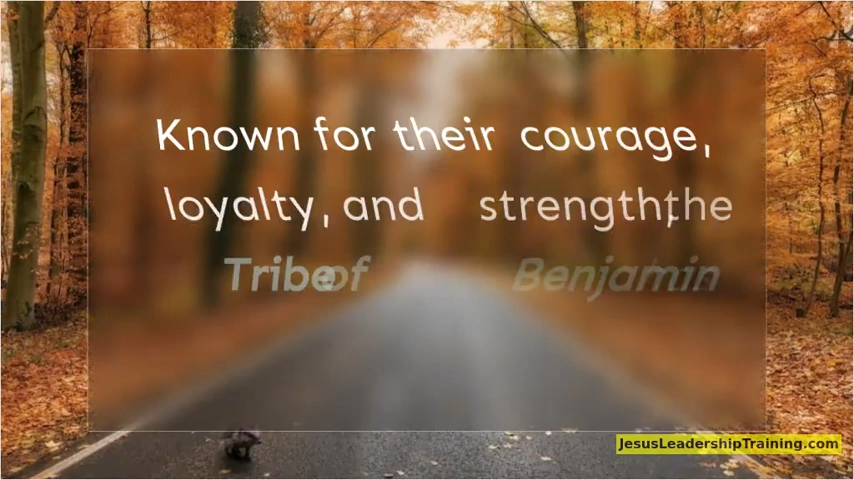 Known for their courage,
loyalty, and strength, the
Tribe of Benjamin
JesusLeadershipTraining.com